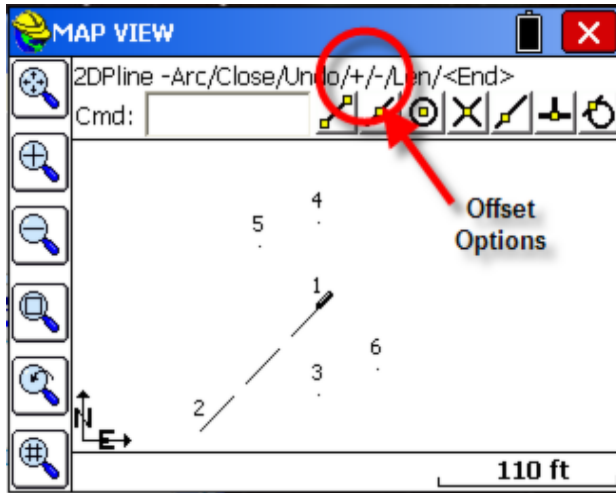 MAP VIEW
2DPline -Arc/Close/Undo/+/-/Len/<End>
Cmd:
Offset
Options
4
5
1
6
3
2
N
E
110 ft